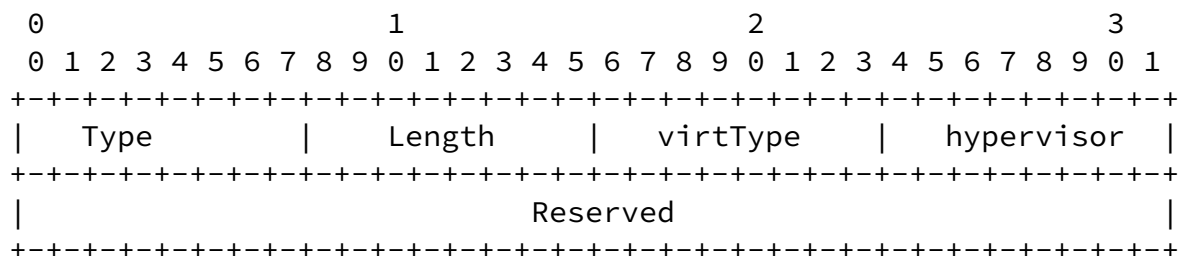 0                   1                   2                   3
 0 1 2 3 4 5 6 7 8 9 0 1 2 3 4 5 6 7 8 9 0 1 2 3 4 5 6 7 8 9 0 1
+-+-+-+-+-+-+-+-+-+-+-+-+-+-+-+-+-+-+-+-+-+-+-+-+-+-+-+-+-+-+-+-+
|   Type        |    Length     |   virtType    |   hypervisor  |
+-+-+-+-+-+-+-+-+-+-+-+-+-+-+-+-+-+-+-+-+-+-+-+-+-+-+-+-+-+-+-+-+
|                            Reserved                           |
+-+-+-+-+-+-+-+-+-+-+-+-+-+-+-+-+-+-+-+-+-+-+-+-+-+-+-+-+-+-+-+-+